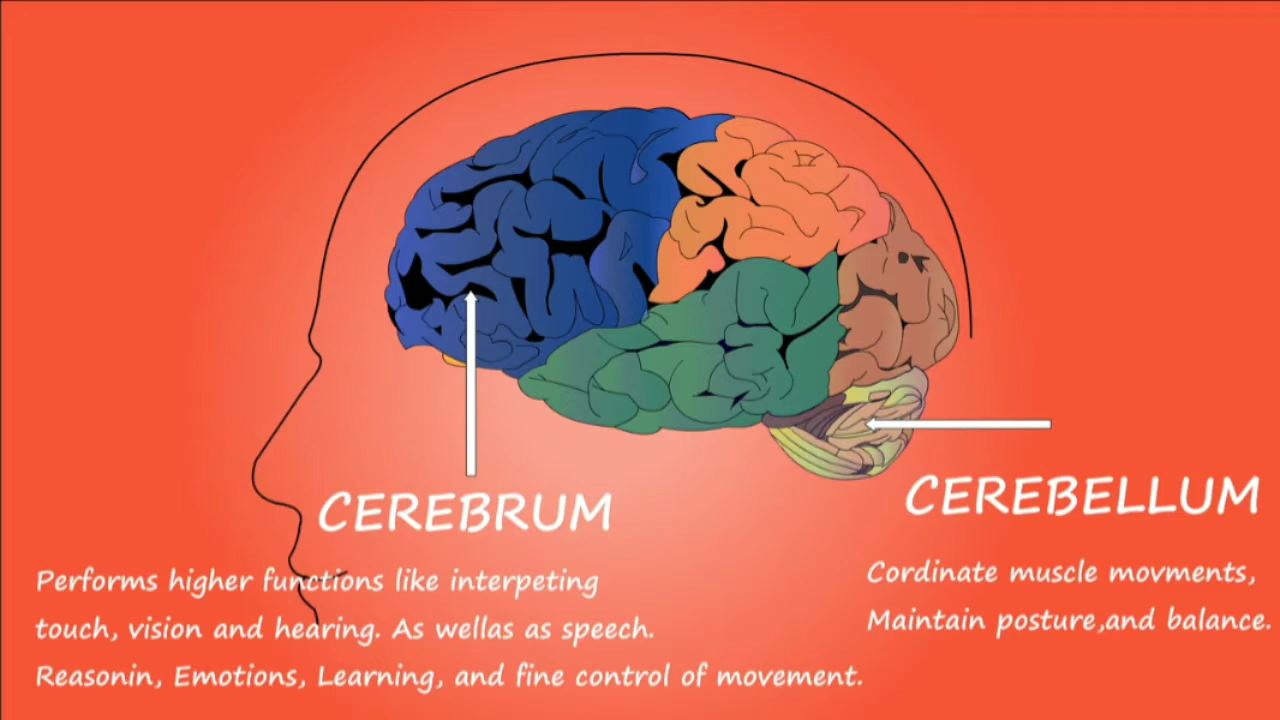 CEREBRUM
Performs higher functions like interpeting
touch, vision and hearing. As wellas as speech.
Reasonin, Emotions, Learning, and fine control of movement.
CEREBELLUM
Cordinate muscle movments,
Maintain posture,and balance.